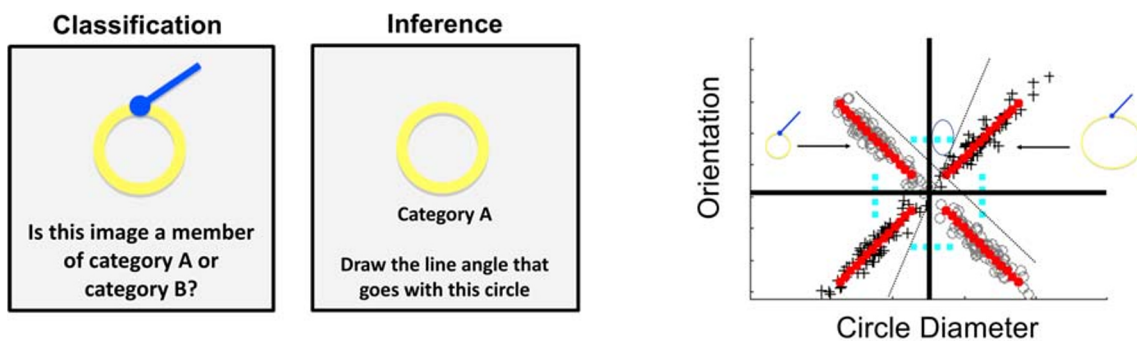 Classification
Is this image a member
of category A or
category B?
Inference
Category A
Draw the line angle that
goes with this circle
Orientation
Circle Diameter